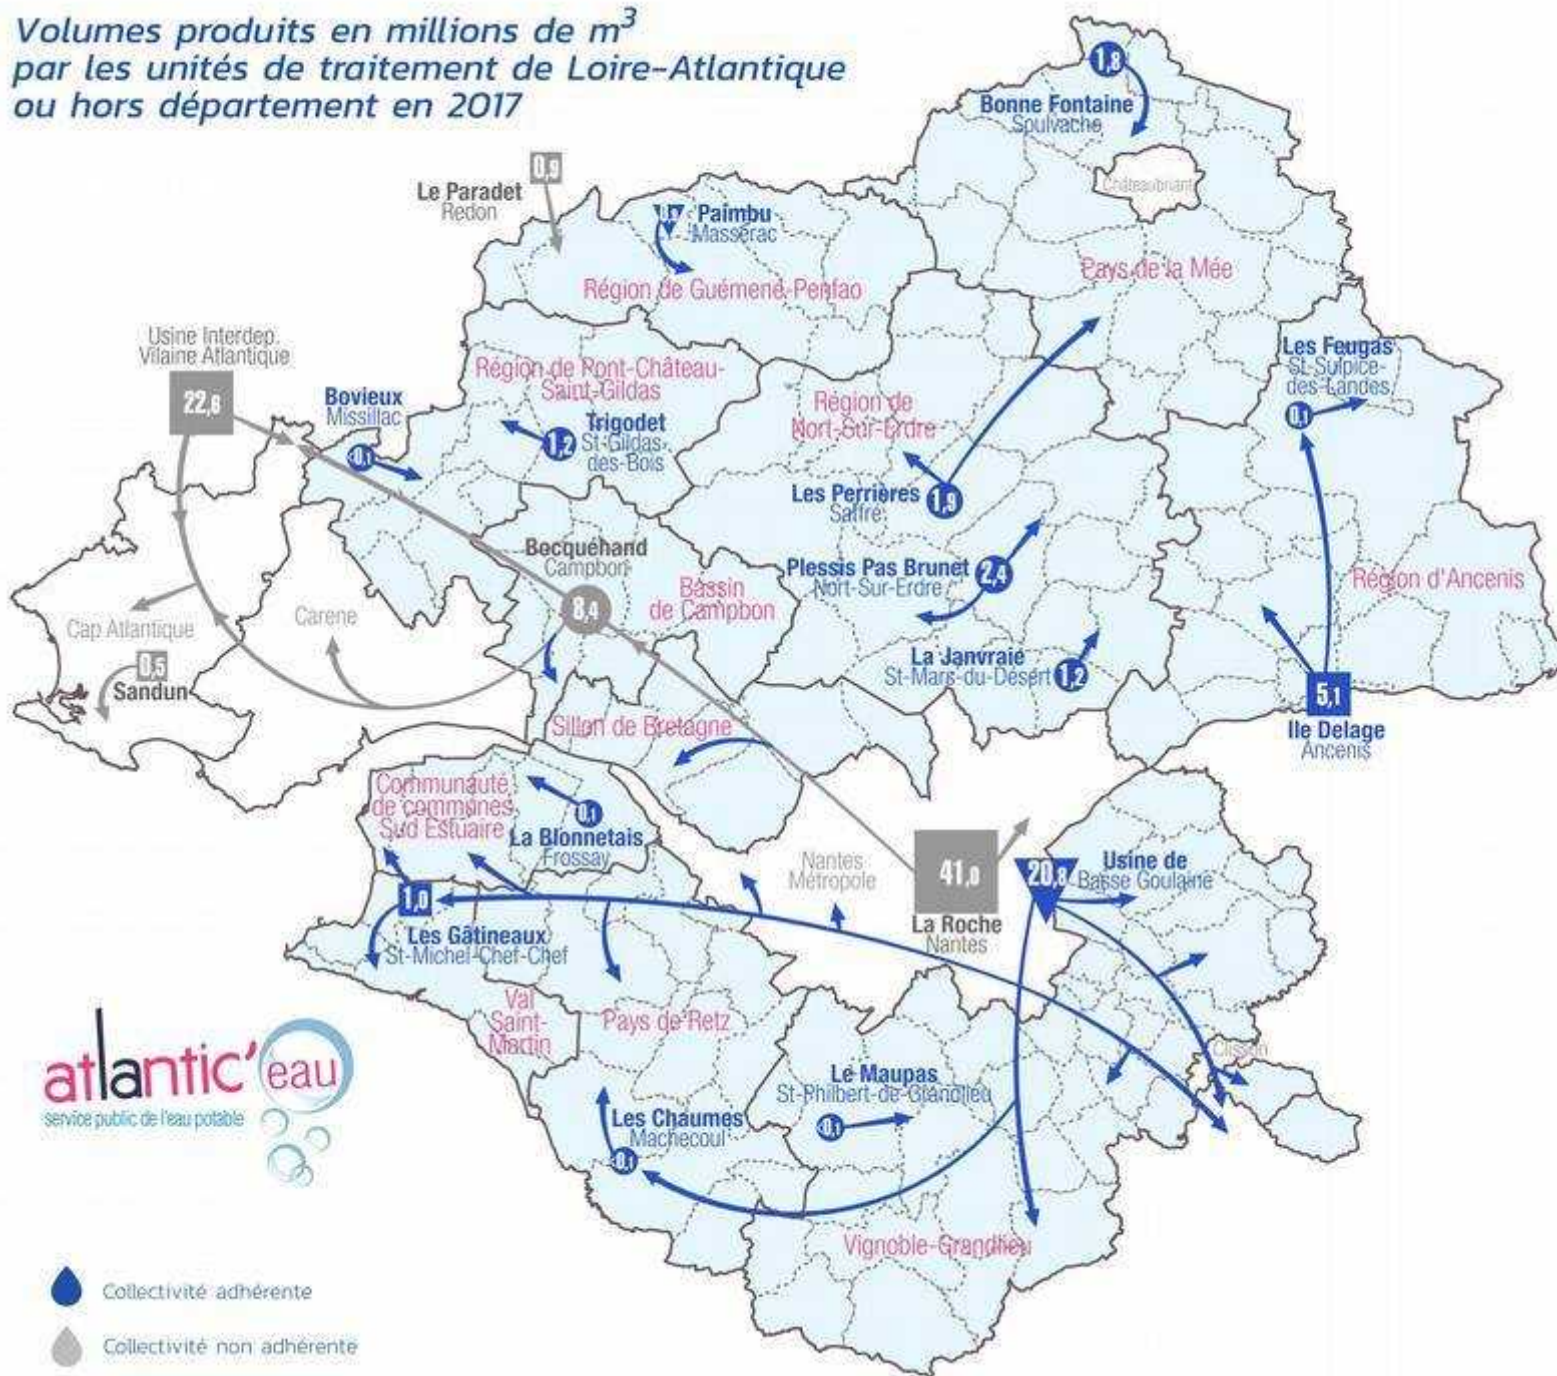 Volumes produits en millions de m³
par les unités de traitement de Loire-Atlantique
ou hors département en 2017
1,8
Bonne Fontaine
Soulvache
Châteaubriant
0,9
Le Paradet
Redon
Paimbu
Massérac
Région de Guémené-Penfao
Pays de la Mée
Usine Interdep.
Vilaine Atlantique
22,6
Bovieux
Missillac
<0,1
Région de Pont-Château-
Saint-Gildas
Trigodet
St-Gildas-
des-Bois
1,2
Région de
Nort-Sur-Erdre
Les Feugas
St-Sulpice-
des-Landes
0,1
Les Perrières
Saffré
1,9
Bocquéhand
Campbon
8,4
Bassin
de Campbon
Plessis Pas Brunet
Nort-Sur-Erdre
2,4
Région d'Ancenis
Cap Atlantique
Carene
0,5
Sandun
La Janvraie
St-Mars-du-Désert
1,2
5,1
Ile Delage
Ancenis
Sillon de Bretagne
Communauté
de communes
Sud Estuaire
0,1
La Blonnetais
Frossay
Nantes
Métropole
41,0
La Roche
Nantes
20,8
Usine de
Basse Goulaine
1,0
Les Gâtineaux
St-Michel-Chef-Chef
Val
Saint-
Martin
Pays de Retz
Clisson
Le Maupas
St-Philbert-de-Grandlieu
<0,1
Les Chaumes
Machecoul
<0,1
Vignoble-Grandlieu
atlantic'eau
service public de l'eau potable
Collectivité adhérente
Collectivité non adhérente